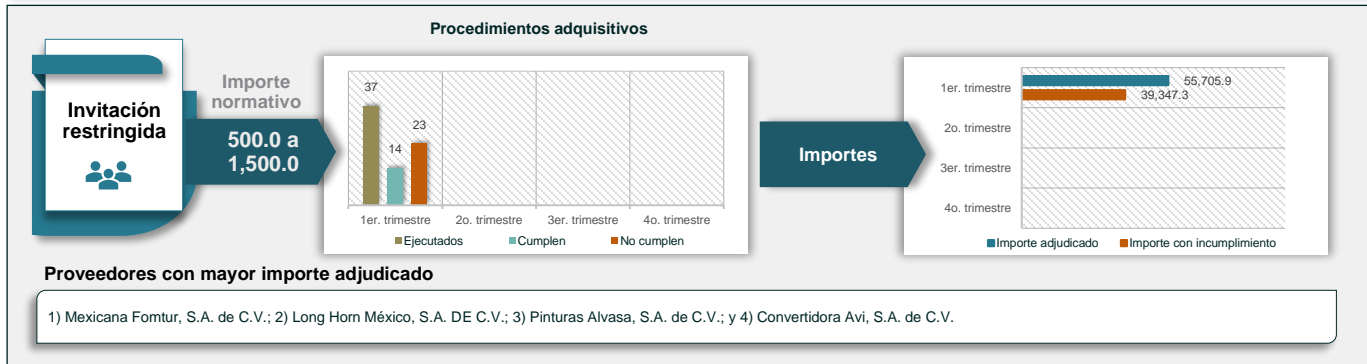 Procedimientos adquisitivos
Invitación
restringida
Importe
normativo
500.0 a
1,500.0
37
14
23
1er. trimestre
2o. trimestre
3er. trimestre
4o. trimestre
Ejecutados
Cumplen
No cumplen
Importes
1er. trimestre
55,705.9
39,347.3
2o. trimestre
3er. trimestre
4o. trimestre
Importe adjudicado
Importe con incumplimiento
Proveedores con mayor importe adjudicado
1) Mexicana Fomtur, S.A. de C.V.; 2) Long Horn México, S.A. DE C.V.; 3) Pinturas Alvasa, S.A. de C.V.; y 4) Convertidora Avi, S.A. de C.V.